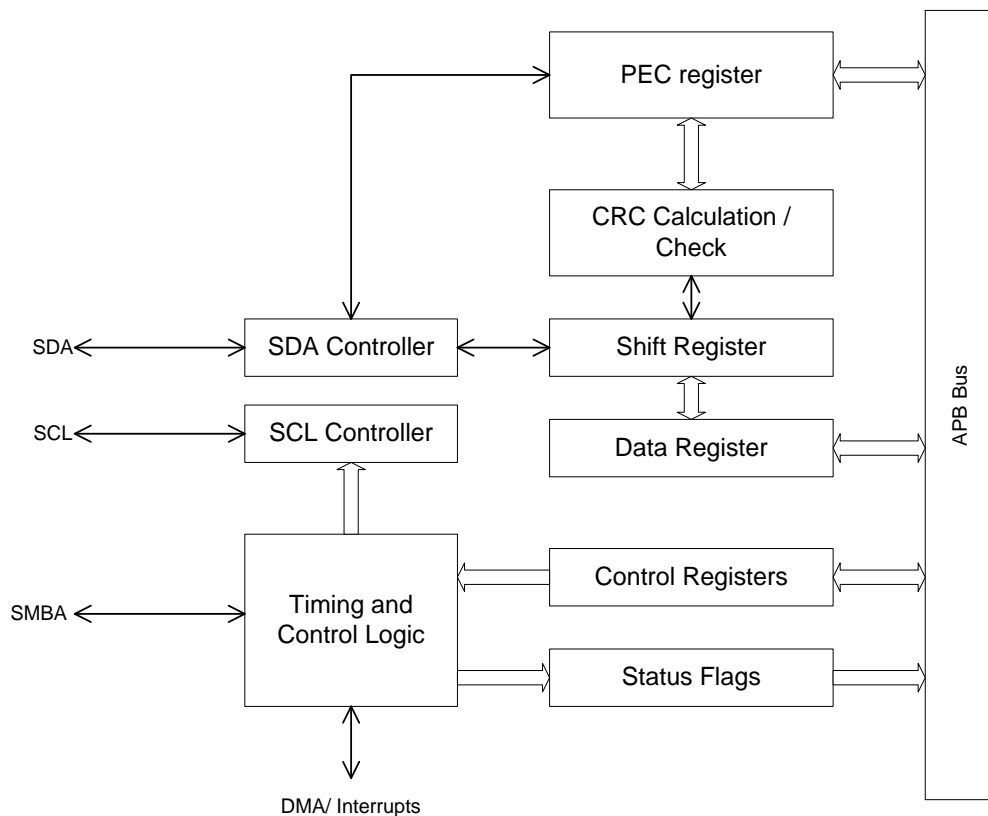 PEC register
CRC Calculation /
Check
SDA
SDA Controller
Shift Register
SCL
SCL Controller
Data Register
APB Bus
Control Registers
SMBA
Timing and
Control Logic
Status Flags
DMA/ Interrupts